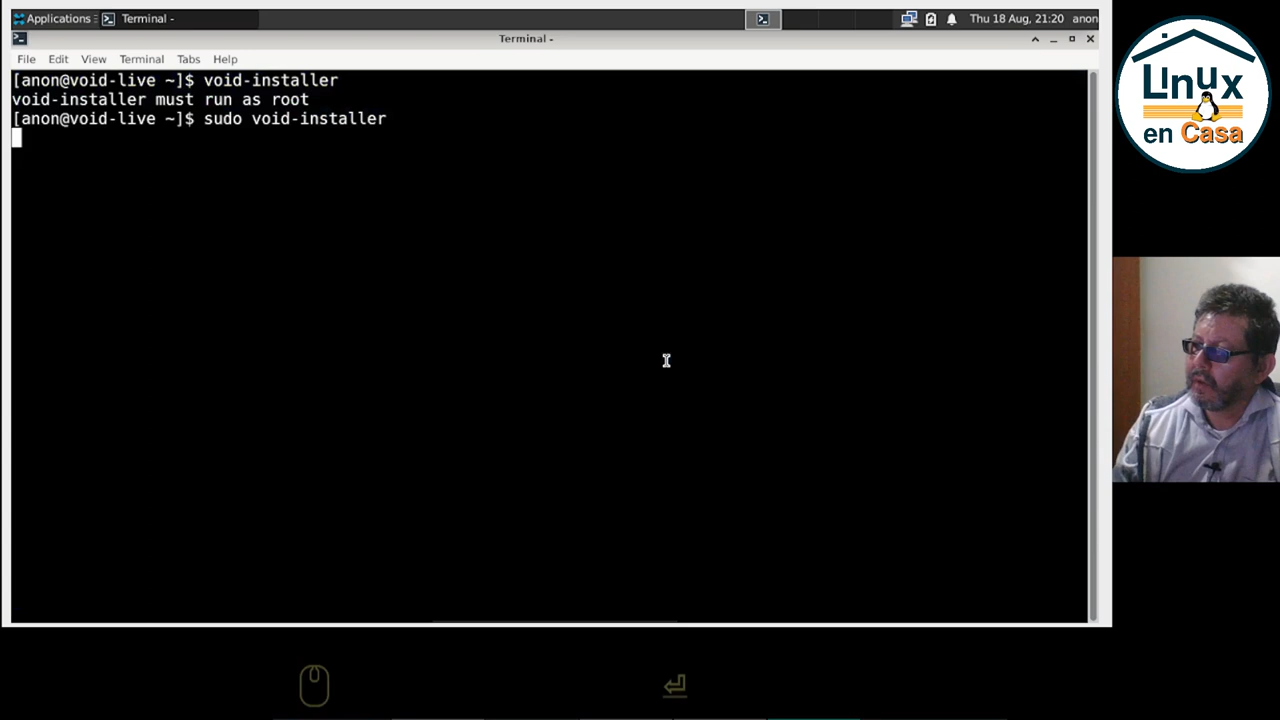 Applications
Terminal -
Thu 18 Aug, 21:20
anon
Terminal -
File
Edit
View
Terminal
Tabs
Help
[anon@void-live ~]$ void-installer
void-installer must run as root
[anon@void-live ~]$ sudo void-installer
Linux
en Casa